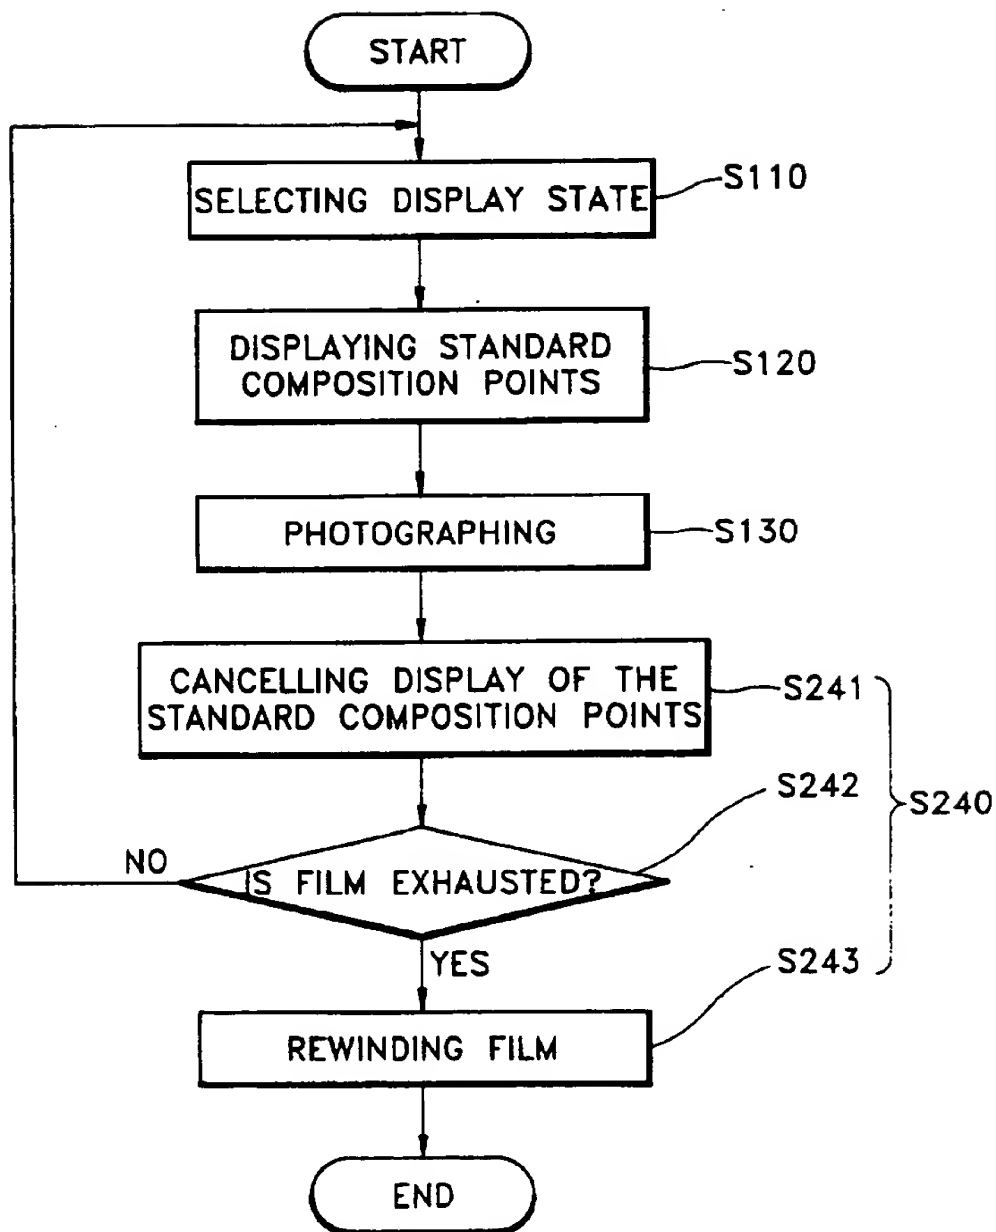 START
SELECTING DISPLAY STATE
S110
DISPLAYING STANDARD
COMPOSITION POINTS
S120
PHOTOGRAPHING
S130
CANCELLING DISPLAY OF THE
STANDARD COMPOSITION POINTS
S241
S242
S240
NO
IS FILM EXHAUSTED?
YES
S243
REWINDING FILM
END